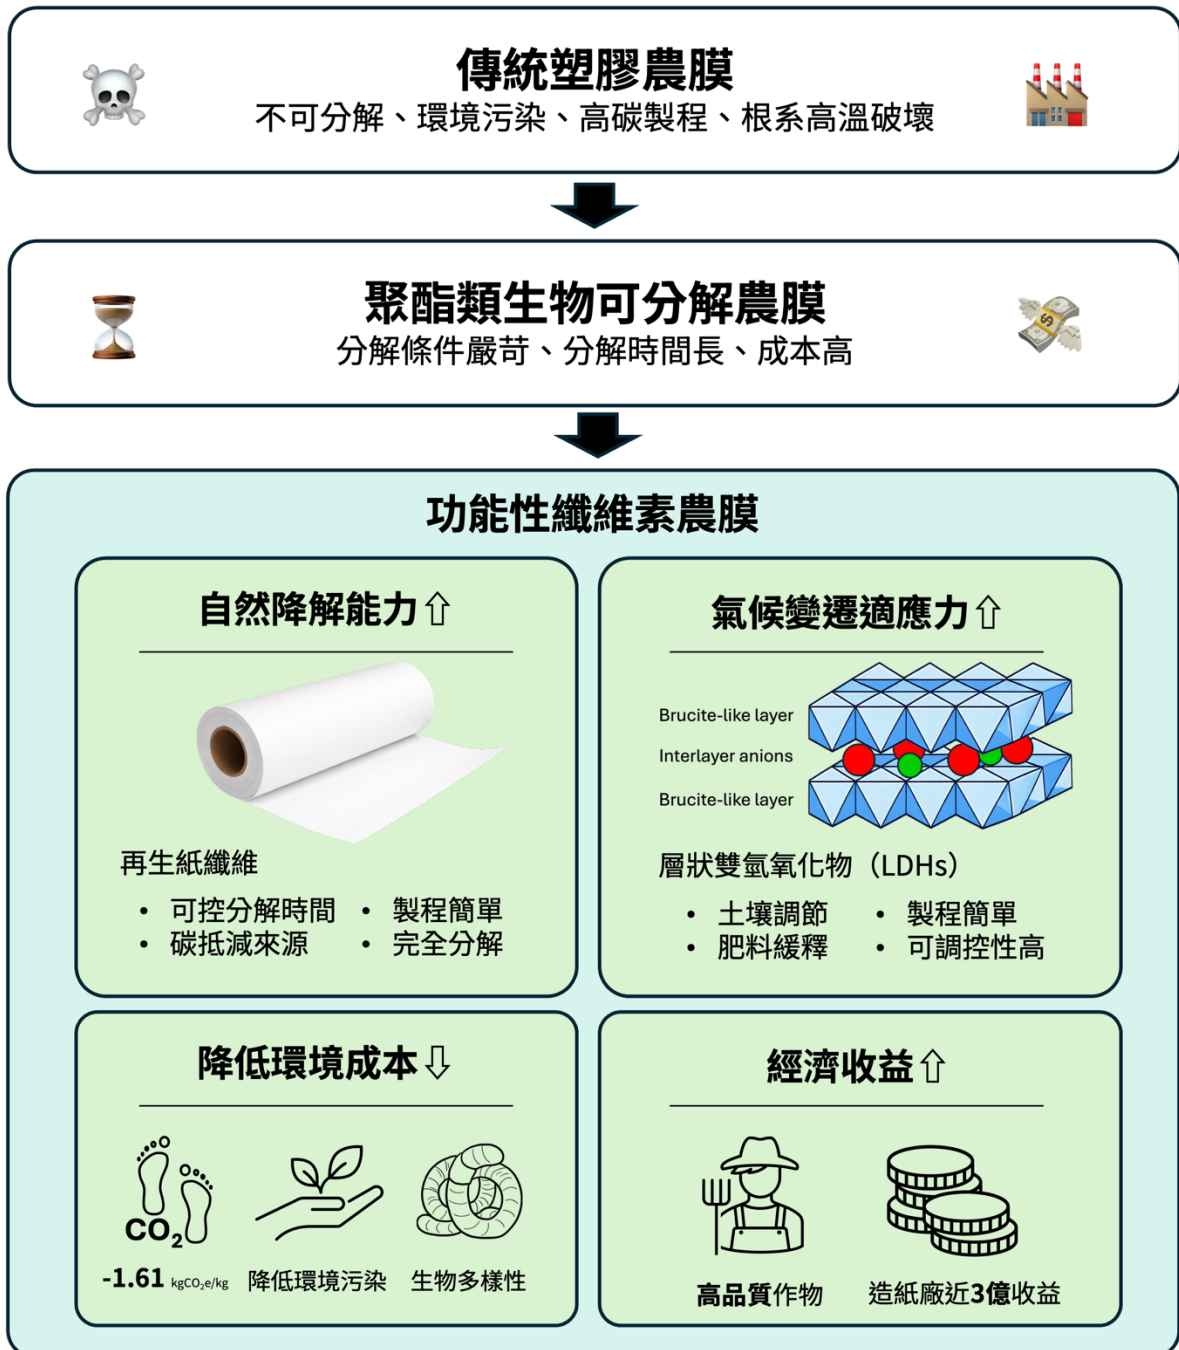 傳統塑膠農膜
不可分解、環境污染、高碳製程、根系高溫破壞
聚酯類生物可分解農膜
分解條件嚴苛、分解時間長、成本高
功能性纖維素農膜
自然降解能力⇧
再生紙纖維
• 可控分解時間 • 製程簡單
• 碳抵減來源 • 完全分解
氣候變遷適應力⇧
Brucite-like layer
Interlayer anions
Brucite-like layer
層狀雙氫氧化物（LDHs）
• 土壤調節 • 製程簡單
• 肥料緩釋 • 可調控性高
降低環境成本⇩
CO₂
-1.61 kgCO₂e/kg
降低環境污染
生物多樣性
經濟收益⇧
高品質作物
造紙廠近3億收益